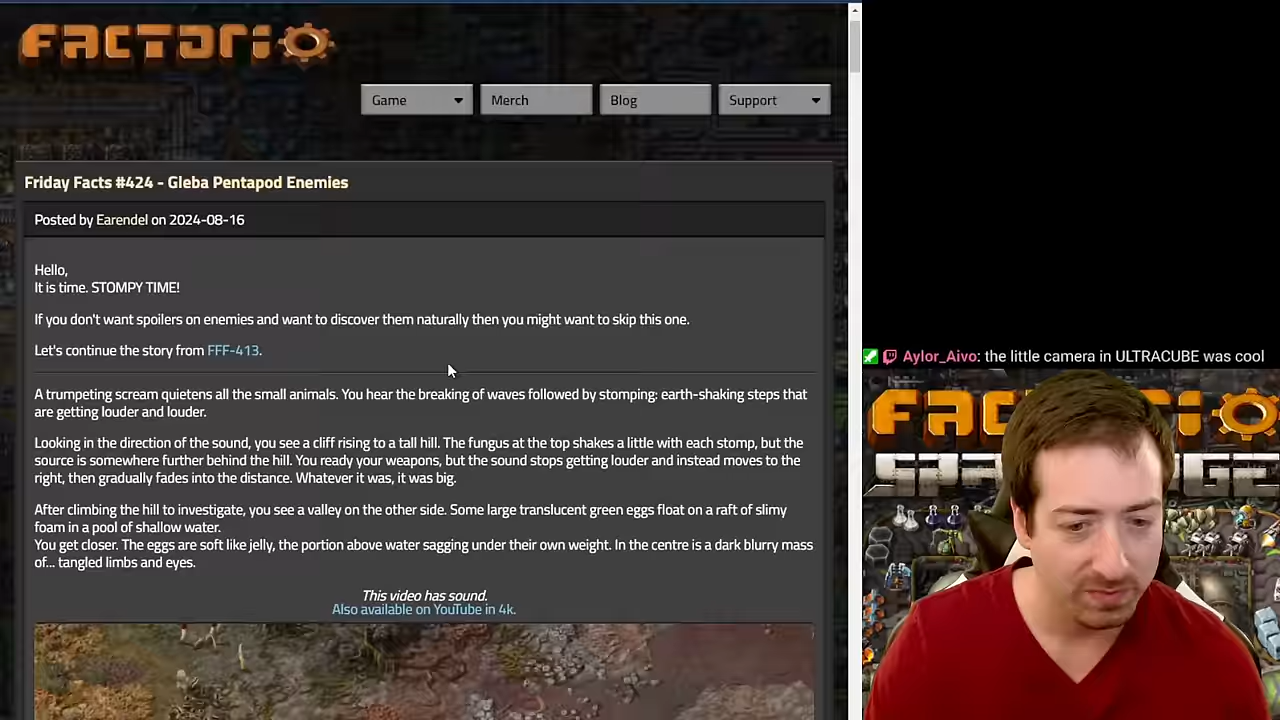 FACTORIO
Game
Merch
Blog
Support
Friday Facts #424 - Gleba Pentapod Enemies
Posted by Earendel on 2024-08-16
Hello,
It is time. STOMPY TIME!
If you don't want spoilers on enemies and want to discover them naturally then you might want to skip this one.
Let's continue the story from FFF-413.
A trumpeting scream quietens all the small animals. You hear the breaking of waves followed by stomping: earth-shaking steps that
are getting louder and louder.
Looking in the direction of the sound, you see a cliff rising to a tall hill. The fungus at the top shakes a little with each stomp, but the
source is somewhere further behind the hill. You ready your weapons, but the sound stops getting louder and instead moves to the
right, then gradually fades into the distance. Whatever it was, it was big.
After climbing the hill to investigate, you see a valley on the other side. Some large translucent green eggs float on a raft of slimy
foam in a pool of shallow water.
You get closer. The eggs are soft like jelly, the portion above water sagging under their own weight. In the centre is a dark blurry mass
of... tangled limbs and eyes.
This video has sound.
Also available on YouTube in 4k.
Aylor_Aivo: the little camera in ULTRACUBE was cool